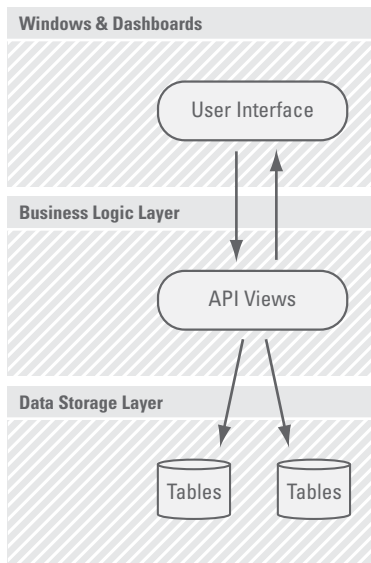 Windows & Dashboards
User Interface
Business Logic Layer
API Views
Data Storage Layer
Tables
Tables